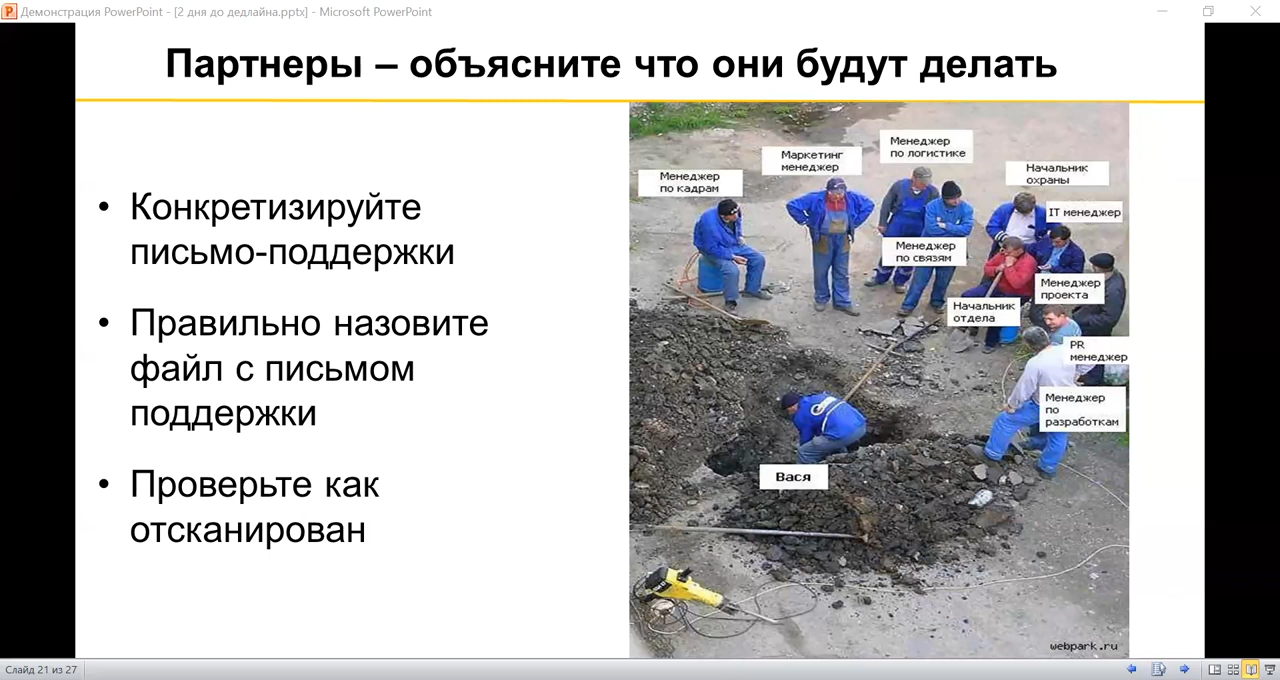 Демонстрация PowerPoint - [2 дня до дедлайна.pptx] - Microsoft PowerPoint
Партнеры – объясните что они будут делать
• Конкретизируйте
письмо-поддержки
• Правильно назовите
файл с письмом
поддержки
• Проверьте как
отсканирован
Менеджер
по кадрам
Маркетинг
менеджер
Менеджер
по логистике
Начальник
охраны
IT менеджер
Менеджер
по связям
Менеджер
проекта
Начальник
отдела
PR
менеджер
Менеджер
по
разработкам
Вася
webpark.ru
Слайд 21 из 27